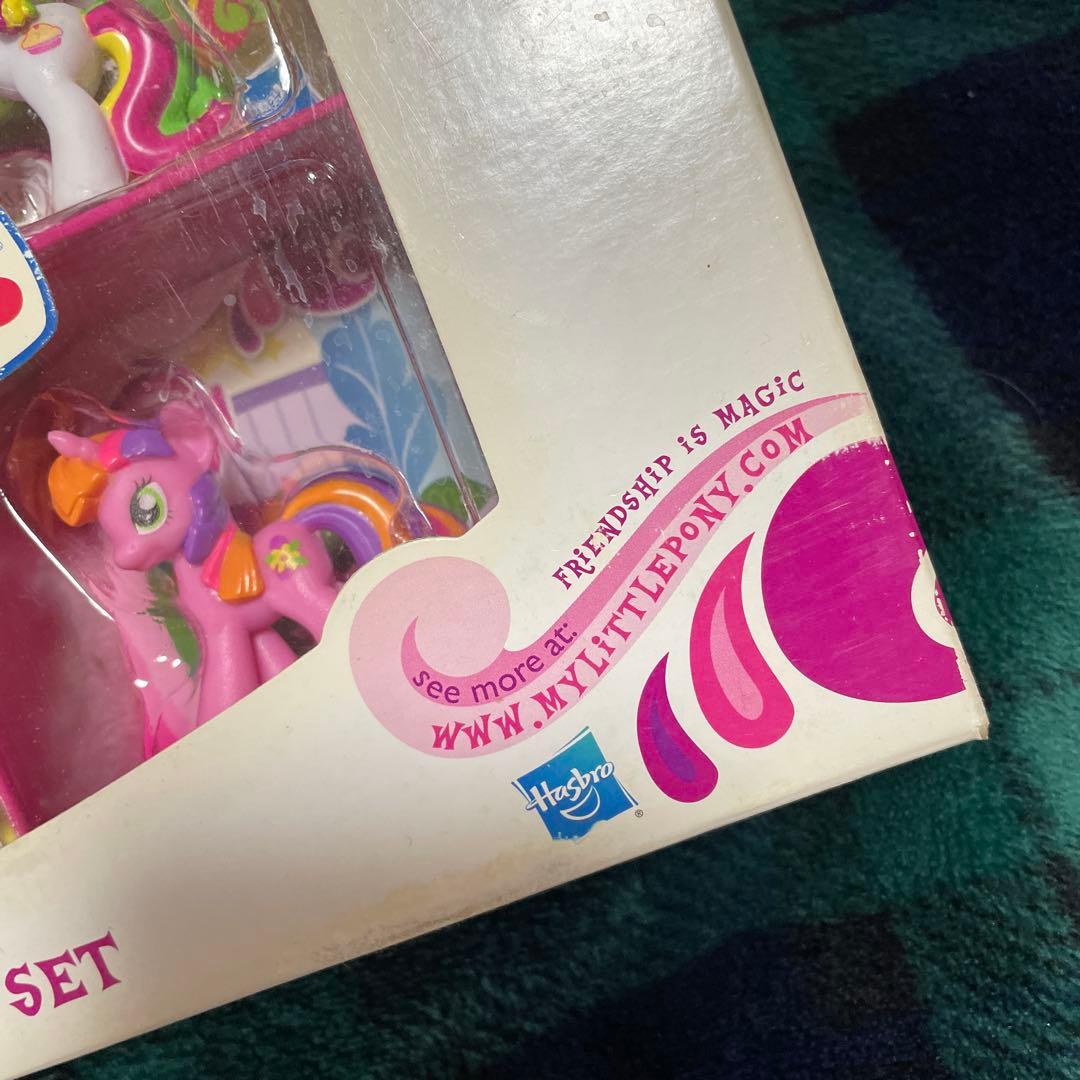 FRiENDSHiP iS MAGiC
see more at:
WWW.MYLiTTLEPONY.COM
Hasbro
®
SET